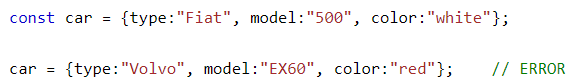 const car = {type:"Fiat", model:"500", color:"white"};
car = {type:"Volvo", model:"EX60", color:"red"};    // ERROR